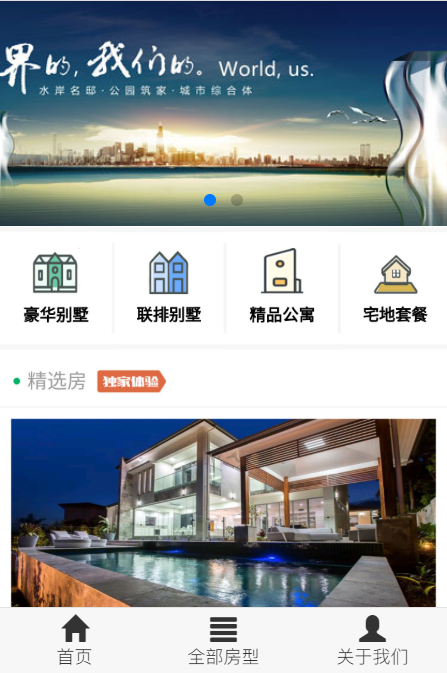 界的，我们的。World, us.
水岸名邸·公园筑家·城市综合体
豪华别墅
联排别墅
精品公寓
宅地套餐
精选房
独家体验
首页
全部房型
关于我们